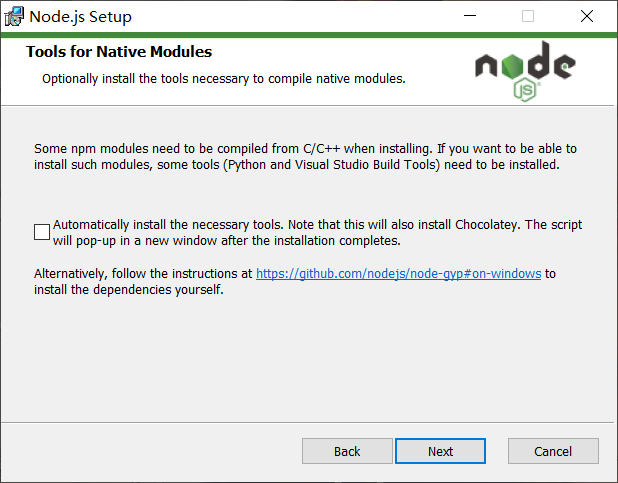 Node.js Setup
Tools for Native Modules
Optionally install the tools necessary to compile native modules.
node
JS
Some npm modules need to be compiled from C/C++ when installing. If you want to be able to
install such modules, some tools (Python and Visual Studio Build Tools) need to be installed.
Automatically install the necessary tools. Note that this will also install Chocolatey. The script
will pop-up in a new window after the installation completes.
Alternatively, follow the instructions at https://github.com/nodejs/node-gyp#on-windows to
install the dependencies yourself.
Back
Next
Cancel